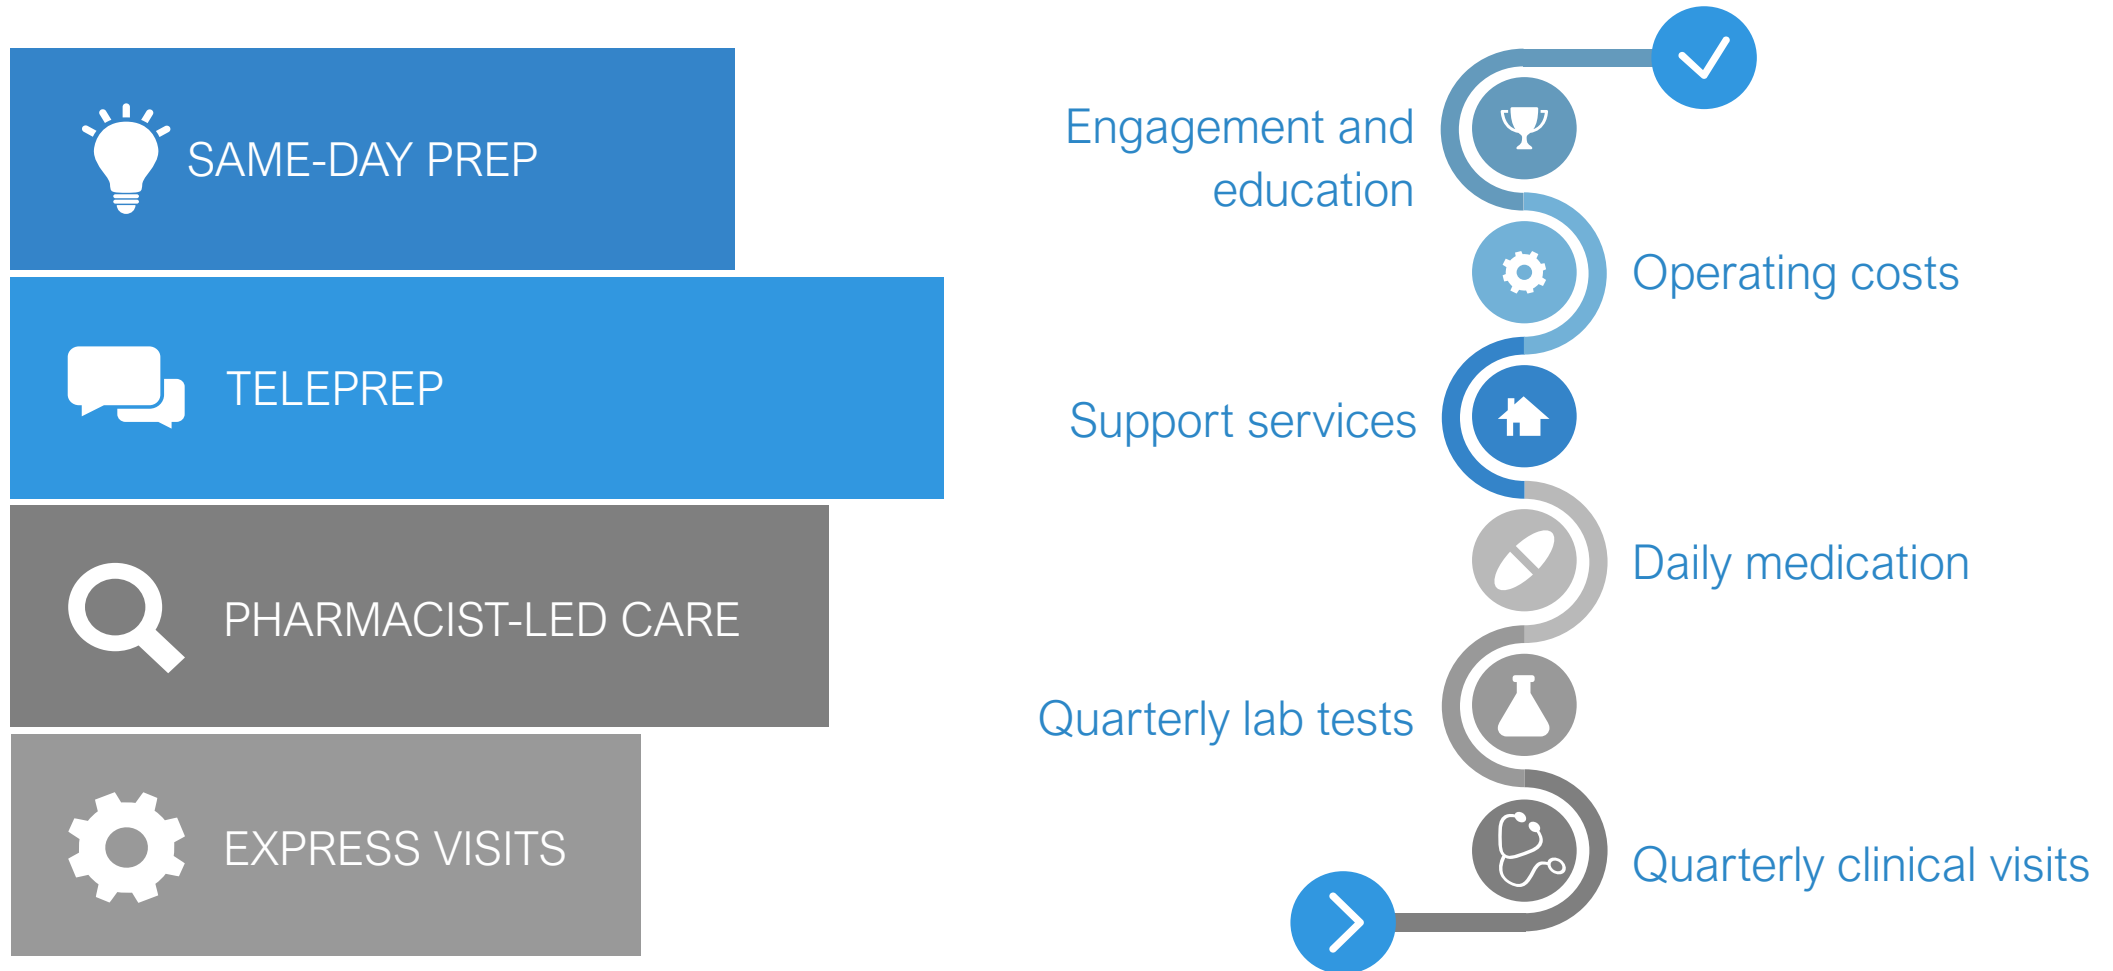 SAME-DAY PREP
TELEPREP
PHARMACIST-LED CARE
EXPRESS VISITS
Engagement and
education
Operating costs
Support services
Daily medication
Quarterly lab tests
Quarterly clinical visits